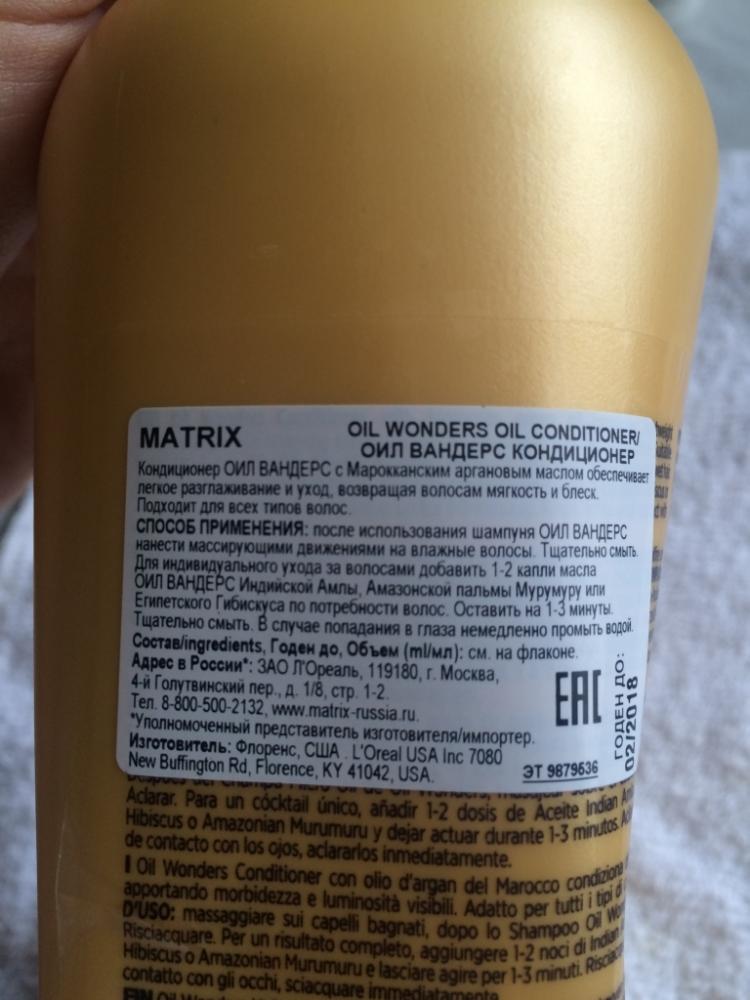 MATRIX
OIL WONDERS OIL CONDITIONER/
ОИЛ ВАНДЕРС КОНДИЦИОНЕР
Кондиционер ОИЛ ВАНДЕРС с Марокканским аргановым маслом обеспечивает
легкое разглаживание и уход, возвращая волосам мягкость и блеск.
Подходит для всех типов волос.
СПОСОБ ПРИМЕНЕНИЯ: после использования шампуня ОИЛ ВАНДЕРС
нанести массирующими движениями на влажные волосы. Тщательно смыть.
Для индивидуального ухода за волосами добавить 1-2 капли масла
ОИЛ ВАНДЕРС Индийской Амлы, Амазонской пальмы Мурумуру или
Египетского Гибискуса по потребности волос. Оставить на 1-3 минуты.
Тщательно смыть. В случае попадания в глаза немедленно промыть водой.
Состав/ingredients, Годен до, Объем (ml/мл): см. на флаконе.
Адрес в России*: ЗАО Л'Ореаль, 119180, г. Москва,
4-й Голутвинский пер., д. 1/8, стр. 1-2.
Тел. 8-800-500-2132, www.matrix-russia.ru.
*Уполномоченный представитель изготовителя/импортер.
Изготовитель: Флоренс, США . L'Oreal USA Inc 7080
New Buffington Rd, Florence, KY 41042, USA.
EAC
ЭТ 9879536
ГОДЕН ДО:
02/2018
Aclarar. Para un cócktail único, añadir 1-2 dosis de Aceite Indian
Hibiscus o Amazonian Murumuru y dejar actuar durante 1-3 minutos.
de contacto con los ojos, aclararlos inmediatamente.
I Oil Wonders Conditioner con olio d'argan del Marocco condiziona
apportando morbidezza e luminosità visibili. Adatto per tutti i tipi di
D'USO: massaggiare sui capelli bagnati, dopo lo Shampoo Oil
Risciacquare. Per un risultato completo, aggiungere 1-2 noci di Indian
Hibiscus o Amazonian Murumuru e lasciare agire per 1-3 minuti.
contatto con gli occhi, sciacquare immediatamente.